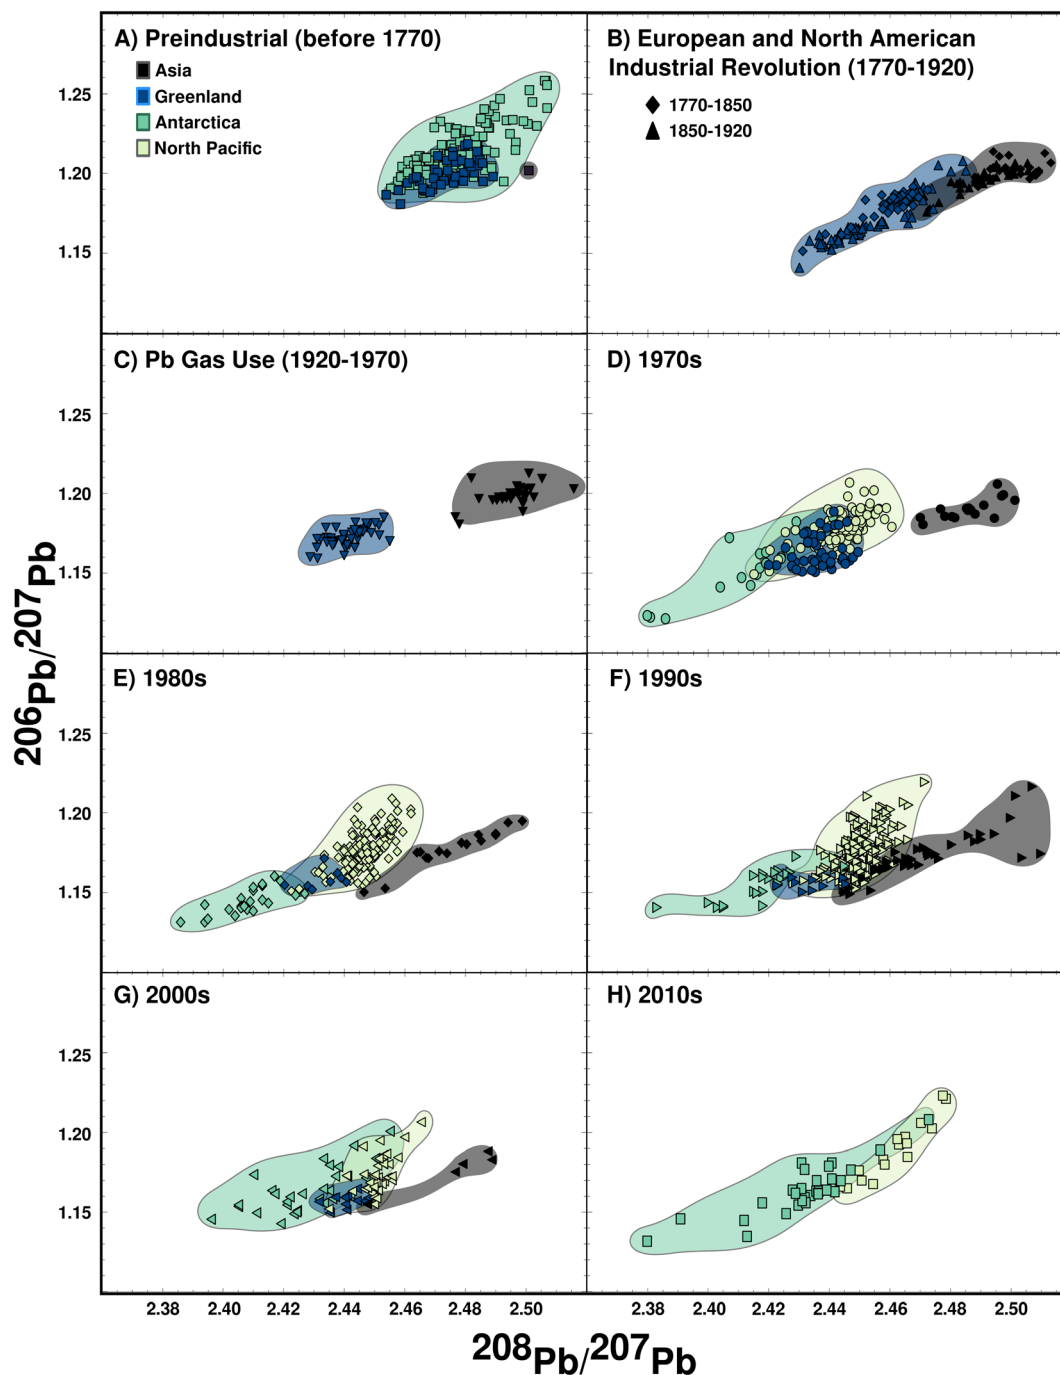 A) Preindustrial (before 1770)
Asia
Greenland
Antarctica
North Pacific
B) European and North American
Industrial Revolution (1770-1920)
1770-1850
1850-1920
1.25
1.20
1.15
C) Pb Gas Use (1920-1970)
D) 1970s
1.25
1.20
1.15
E) 1980s
F) 1990s
1.25
1.20
1.15
G) 2000s
H) 2010s
1.25
1.20
1.15
2.38 2.40 2.42 2.44 2.46 2.48 2.50 2.38 2.40 2.42 2.44 2.46 2.48 2.50
208Pb/207Pb
206Pb/207Pb